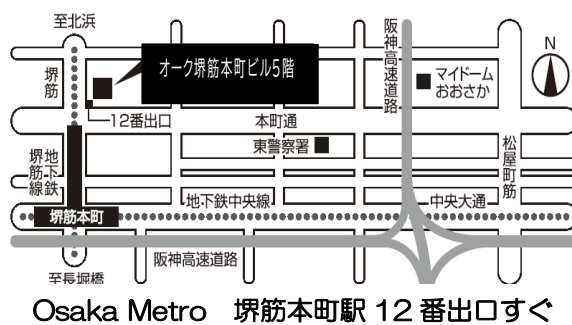 至北浜
オーク堺筋本町ビル5階
堺筋
阪神高速道路
マイドーム
おおさか
N
12番出口
本町通
東警察署
松屋町筋
地下鉄
堺筋線
地下鉄中央線
中央大通
堺筋本町
阪神高速道路
至長堀橋
Osaka Metro 堺筋本町駅 12 番出口すぐ